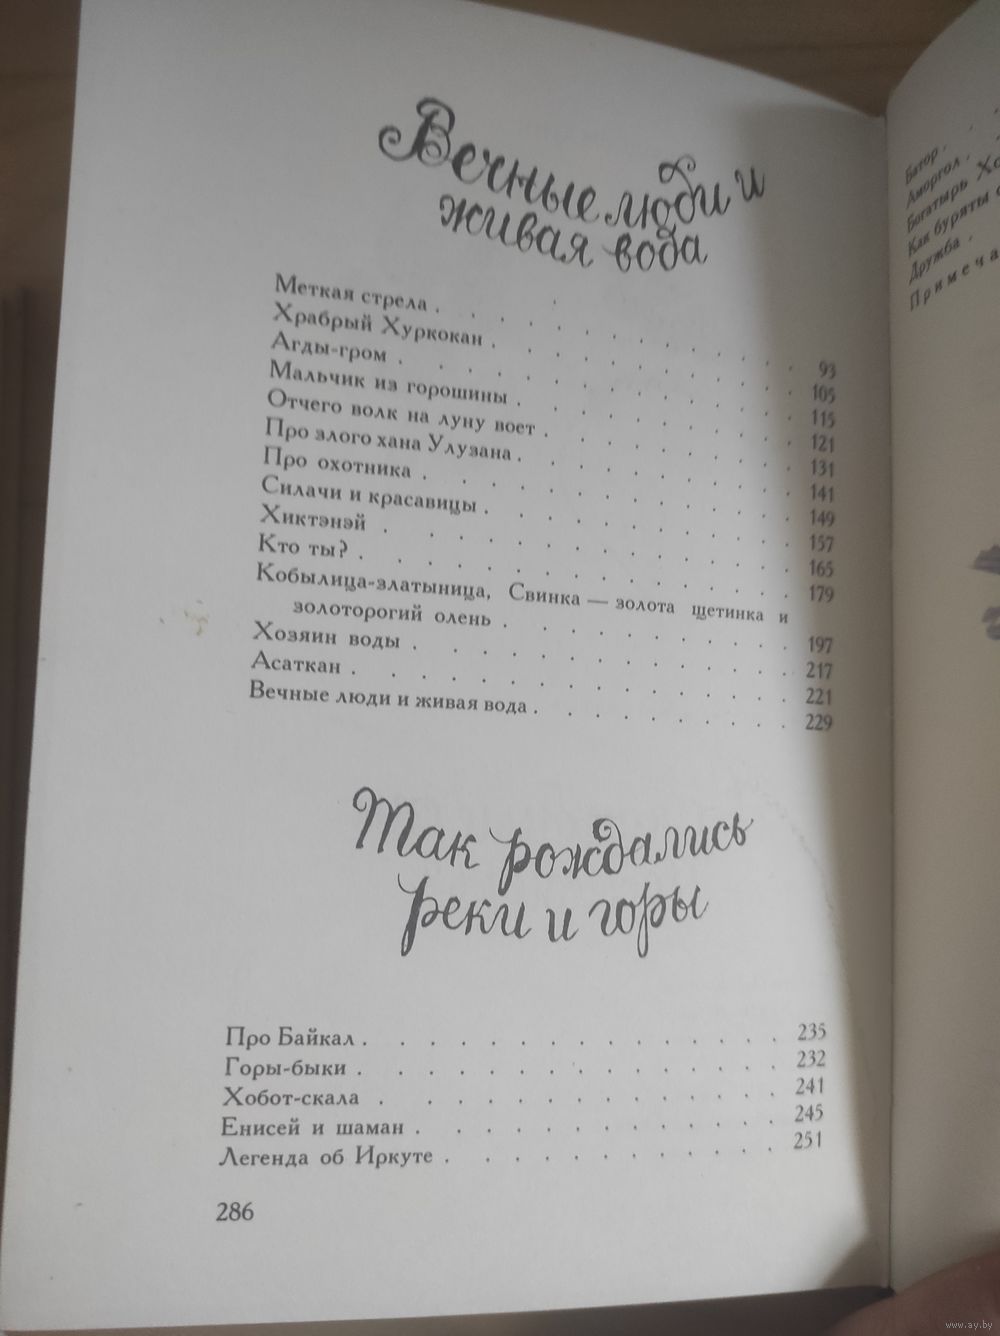 Вечные люди и
живая вода
Меткая стрела . . . . . . . . . . 93
Храбрый Хуркокан . . . . . . . . . . 105
Агды-гром . . . . . . . . . . 115
Мальчик из горошины . . . . . . . . . . 121
Отчего волк на луну воет . . . . . . . . . . 131
Про злого хана Улузана . . . . . . . . . . 141
Про охотника . . . . . . . . . . 149
Силачи и красавицы . . . . . . . . . . 157
Хиктэнэй . . . . . . . . . . 165
Кто ты? . . . . . . . . . . 179
Кобылица-златыница, Свинка — золота щетинка и
золоторогий олень . . . . . . . . . . 197
Хозяин воды . . . . . . . . . . 217
Асаткан . . . . . . . . . . 221
Вечные люди и живая вода . . . . . . . . . . 229
Так рождались
реки и горы
Про Байкал . . . . . . . . . . 235
Горы-быки . . . . . . . . . . 232
Хобот-скала . . . . . . . . . . 241
Енисей и шаман . . . . . . . . . . 245
Легенда об Иркуте . . . . . . . . . . 251
286
Батор . .
Аморгол . .
Богатырь
Как буряты
Дружба .
www.ay.by